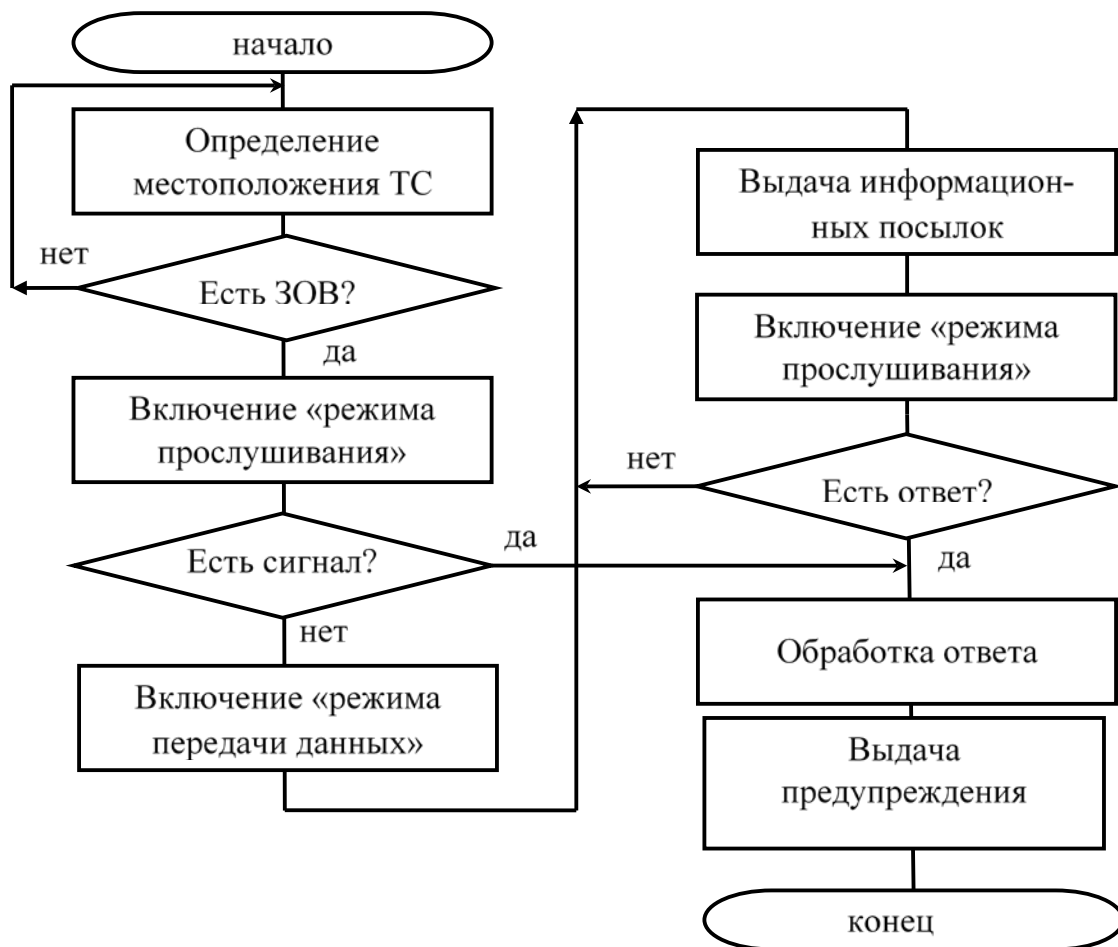 начало
Определение
местоположения ТС
нет
Есть ЗОВ?
да
Включение «режима
прослушивания»
Есть сигнал?
да
нет
Включение «режима
передачи данных»
Выдача информацион-
ных посылок
Включение «режима
прослушивания»
нет
Есть ответ?
да
Обработка ответа
Выдача
предупреждения
конец